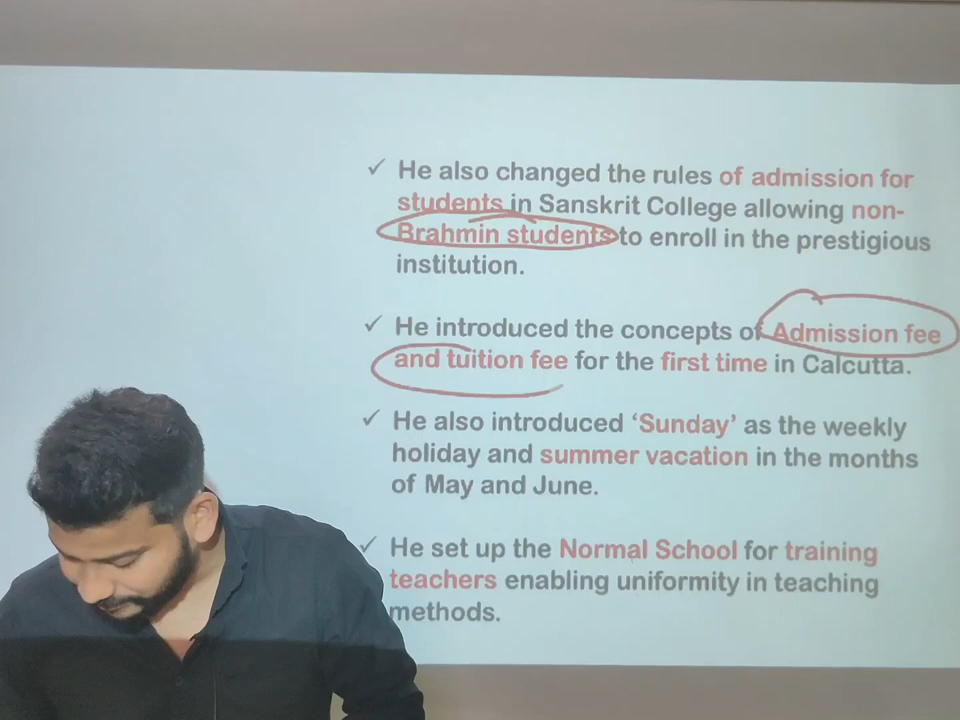 ✓ He also changed the rules of admission for
students in Sanskrit College allowing non-
Brahmin students to enroll in the prestigious
institution.
✓ He introduced the concepts of Admission fee
and tuition fee for the first time in Calcutta.
✓ He also introduced ‘Sunday’ as the weekly
holiday and summer vacation in the months
of May and June.
✓ He set up the Normal School for training
teachers enabling uniformity in teaching
methods.